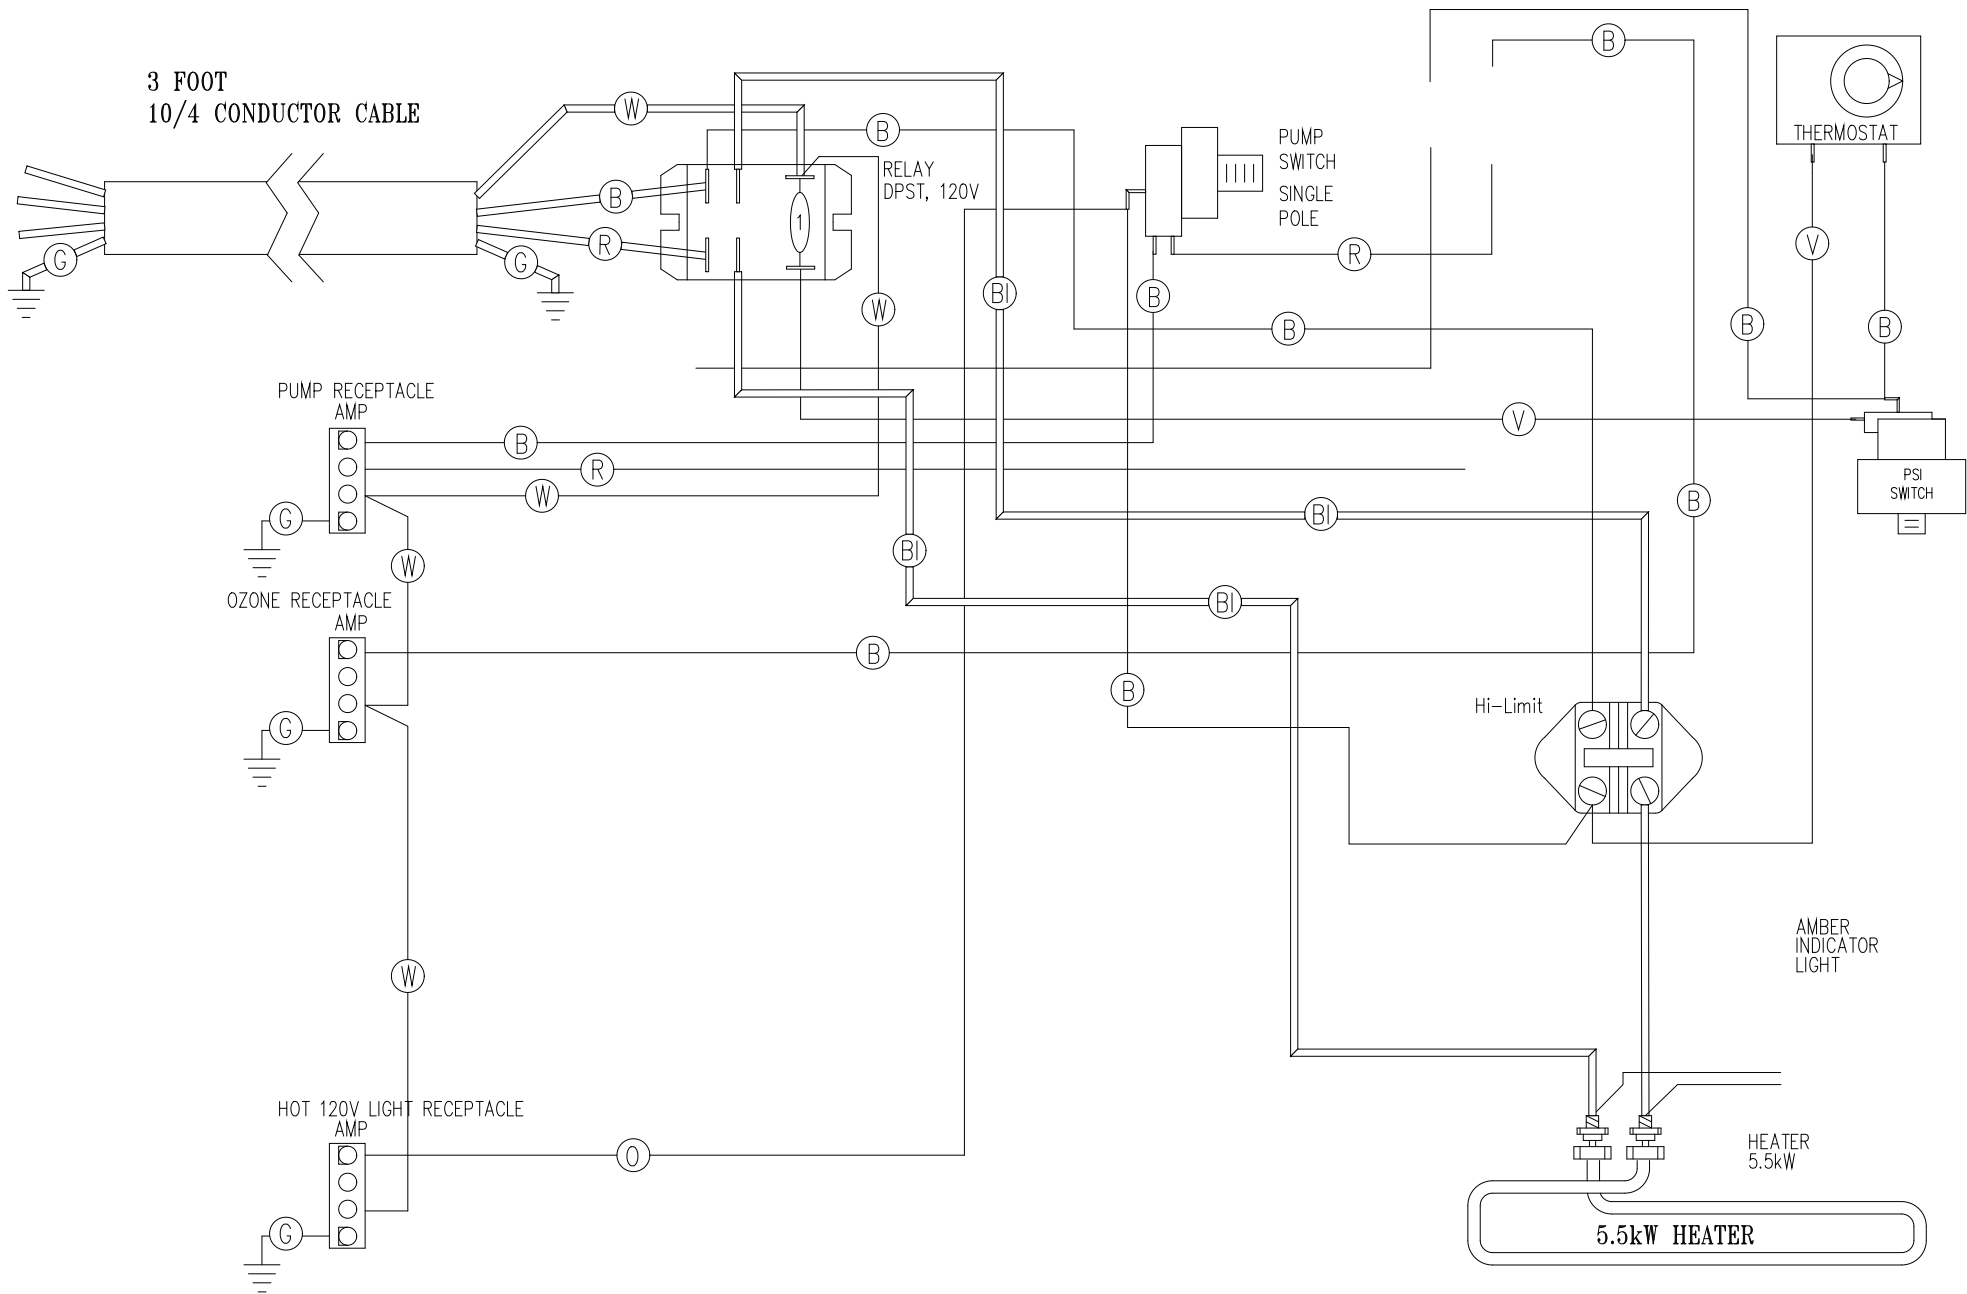 3 FOOT
10/4 CONDUCTOR CABLE
W
B
R
G
G
B
RELAY
DPST, 120V
1
W
BI
PUMP
SWITCH
SINGLE
POLE
R
B
B
B
THERMOSTAT
V
B
B
V
PSI
SWITCH
PUMP RECEPTACLE
AMP
B
R
W
G
W
BI
BI
B
OZONE RECEPTACLE
AMP
BI
B
G
B
Hi-Limit
W
AMBER
INDICATOR
LIGHT
HOT 120V LIGHT RECEPTACLE
AMP
O
G
HEATER
5.5kW
5.5kW HEATER